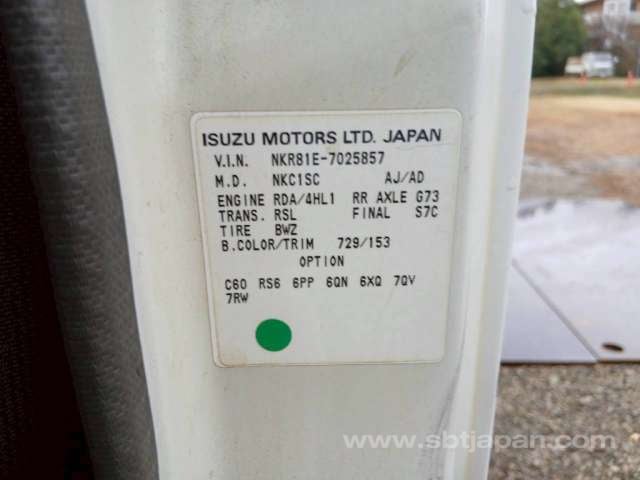 ISUZU MOTORS LTD. JAPAN
V.I.N. NKR81E-7025857
M.D. NKC1SC AJ/AD
ENGINE RDA/4HL1 RR AXLE G73
TRANS. RSL FINAL S7C
TIRE BWZ
B.COLOR/TRIM 729/153
OPTION
C60 RS6 6PP 6QN 6XQ 7QV
7RW
www.sbtjapan.com